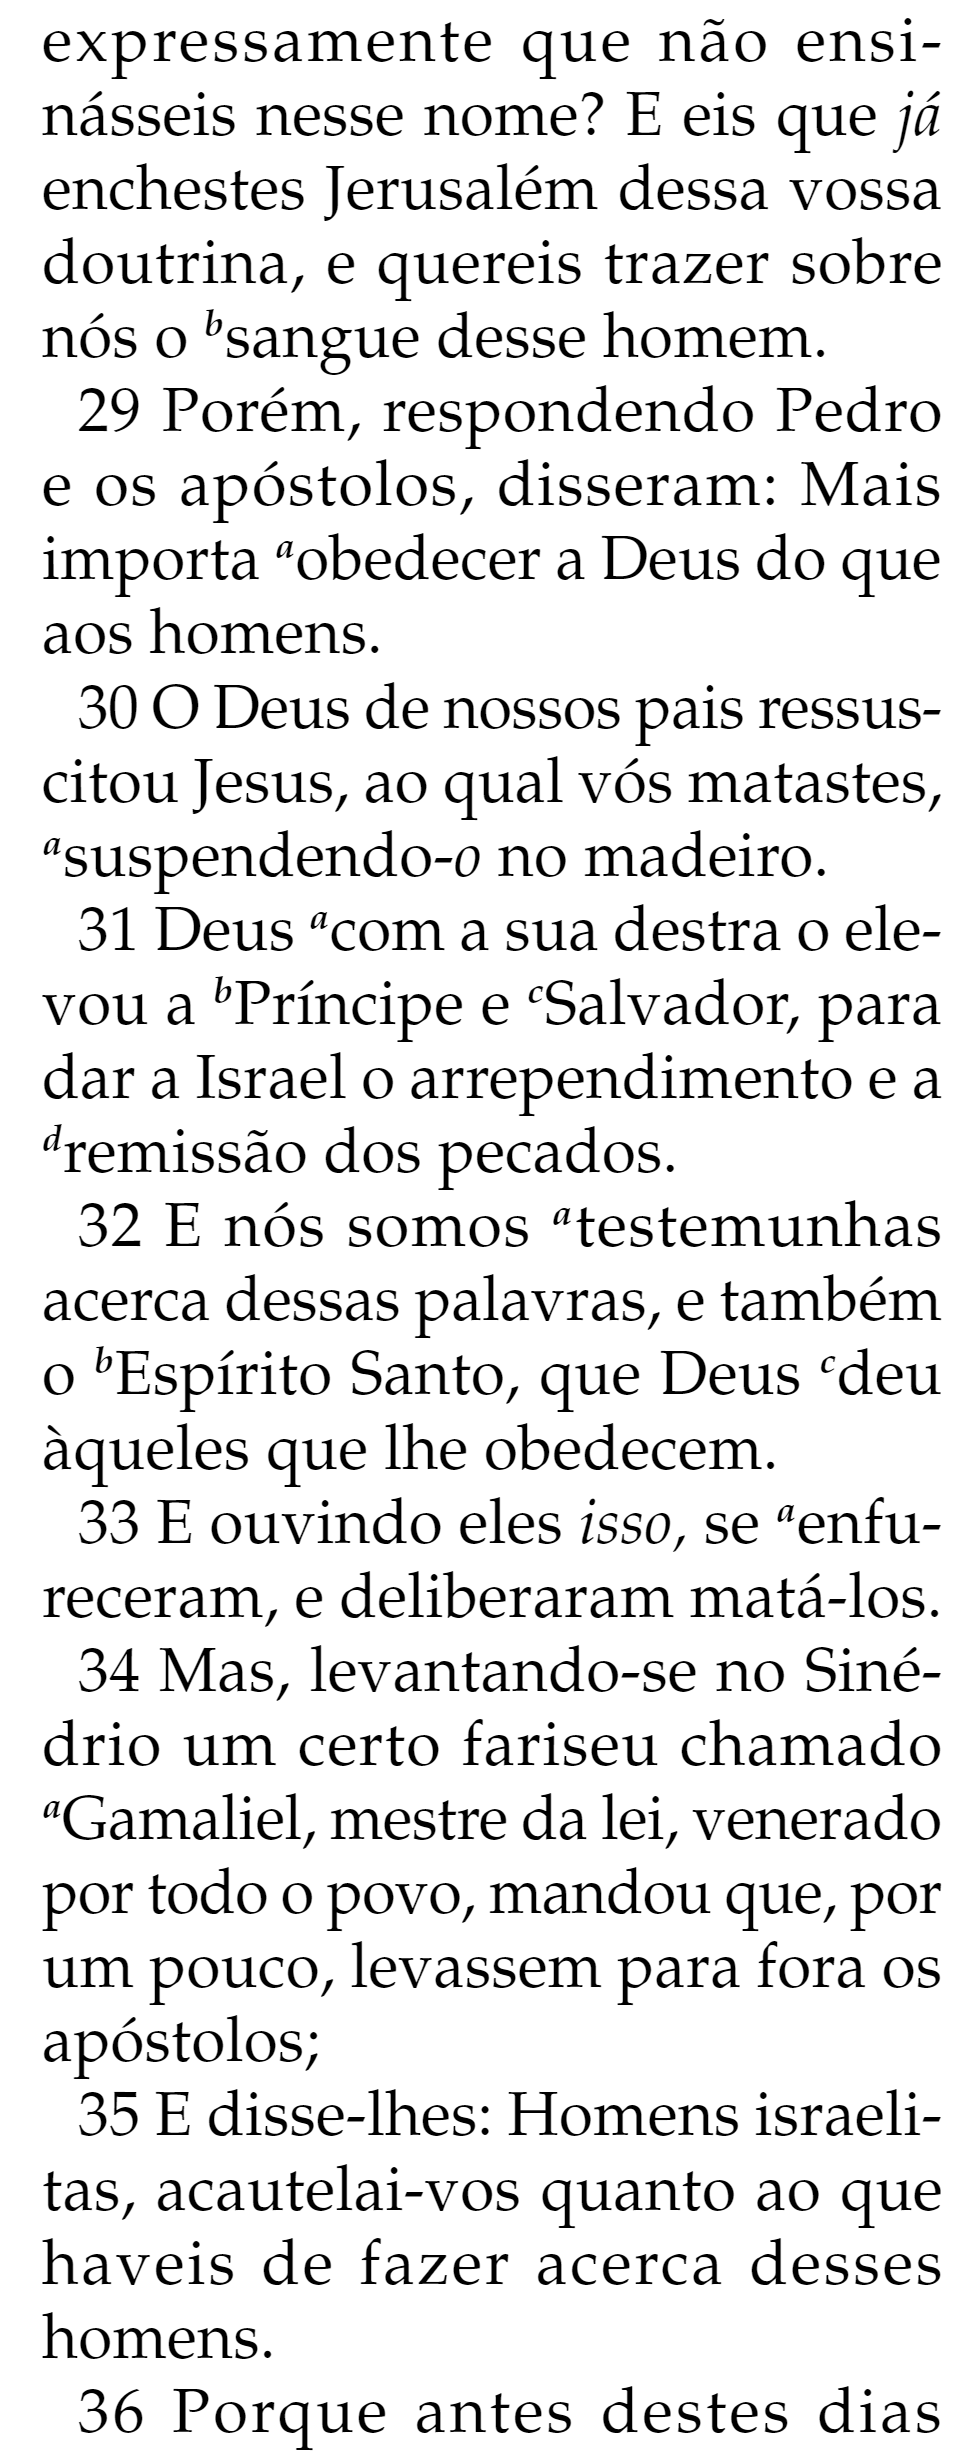 expressamente que não ensi-
násseis nesse nome? E eis que já
enchestes Jerusalém dessa vossa
doutrina, e quereis trazer sobre
nós o ᵇsangue desse homem.
29 Porém, respondendo Pedro
e os apóstolos, disseram: Mais
importa ᵃobedecer a Deus do que
aos homens.
30 O Deus de nossos pais ressus-
citou Jesus, ao qual vós matastes,
ᵃsuspendendo-o no madeiro.
31 Deus ᵃcom a sua destra o ele-
vou a ᵇPríncipe e ᶜSalvador, para
dar a Israel o arrependimento e a
ᵈremissão dos pecados.
32 E nós somos ᵃtestemunhas
acerca dessas palavras, e também
o ᵇEspírito Santo, que Deus ᶜdeu
àqueles que lhe obedecem.
33 E ouvindo eles isso, se ᵃenfu-
receram, e deliberaram matá-los.
34 Mas, levantando-se no Siné-
drio um certo fariseu chamado
ᵃGamaliel, mestre da lei, venerado
por todo o povo, mandou que, por
um pouco, levassem para fora os
apóstolos;
35 E disse-lhes: Homens israeli-
tas, acautelai-vos quanto ao que
haveis de fazer acerca desses
homens.
36 Porque antes destes dias